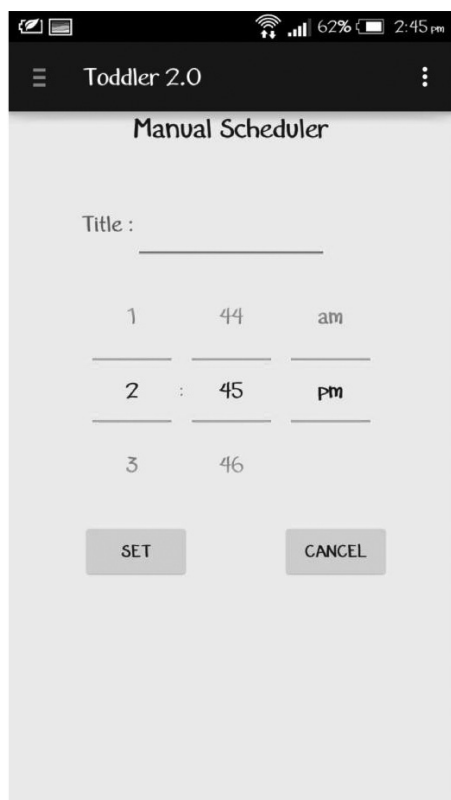 62% 2:45 pm
Toddler 2.0
Manual Scheduler
Title :
1 44 am
2 : 45 pm
3 46
SET CANCEL